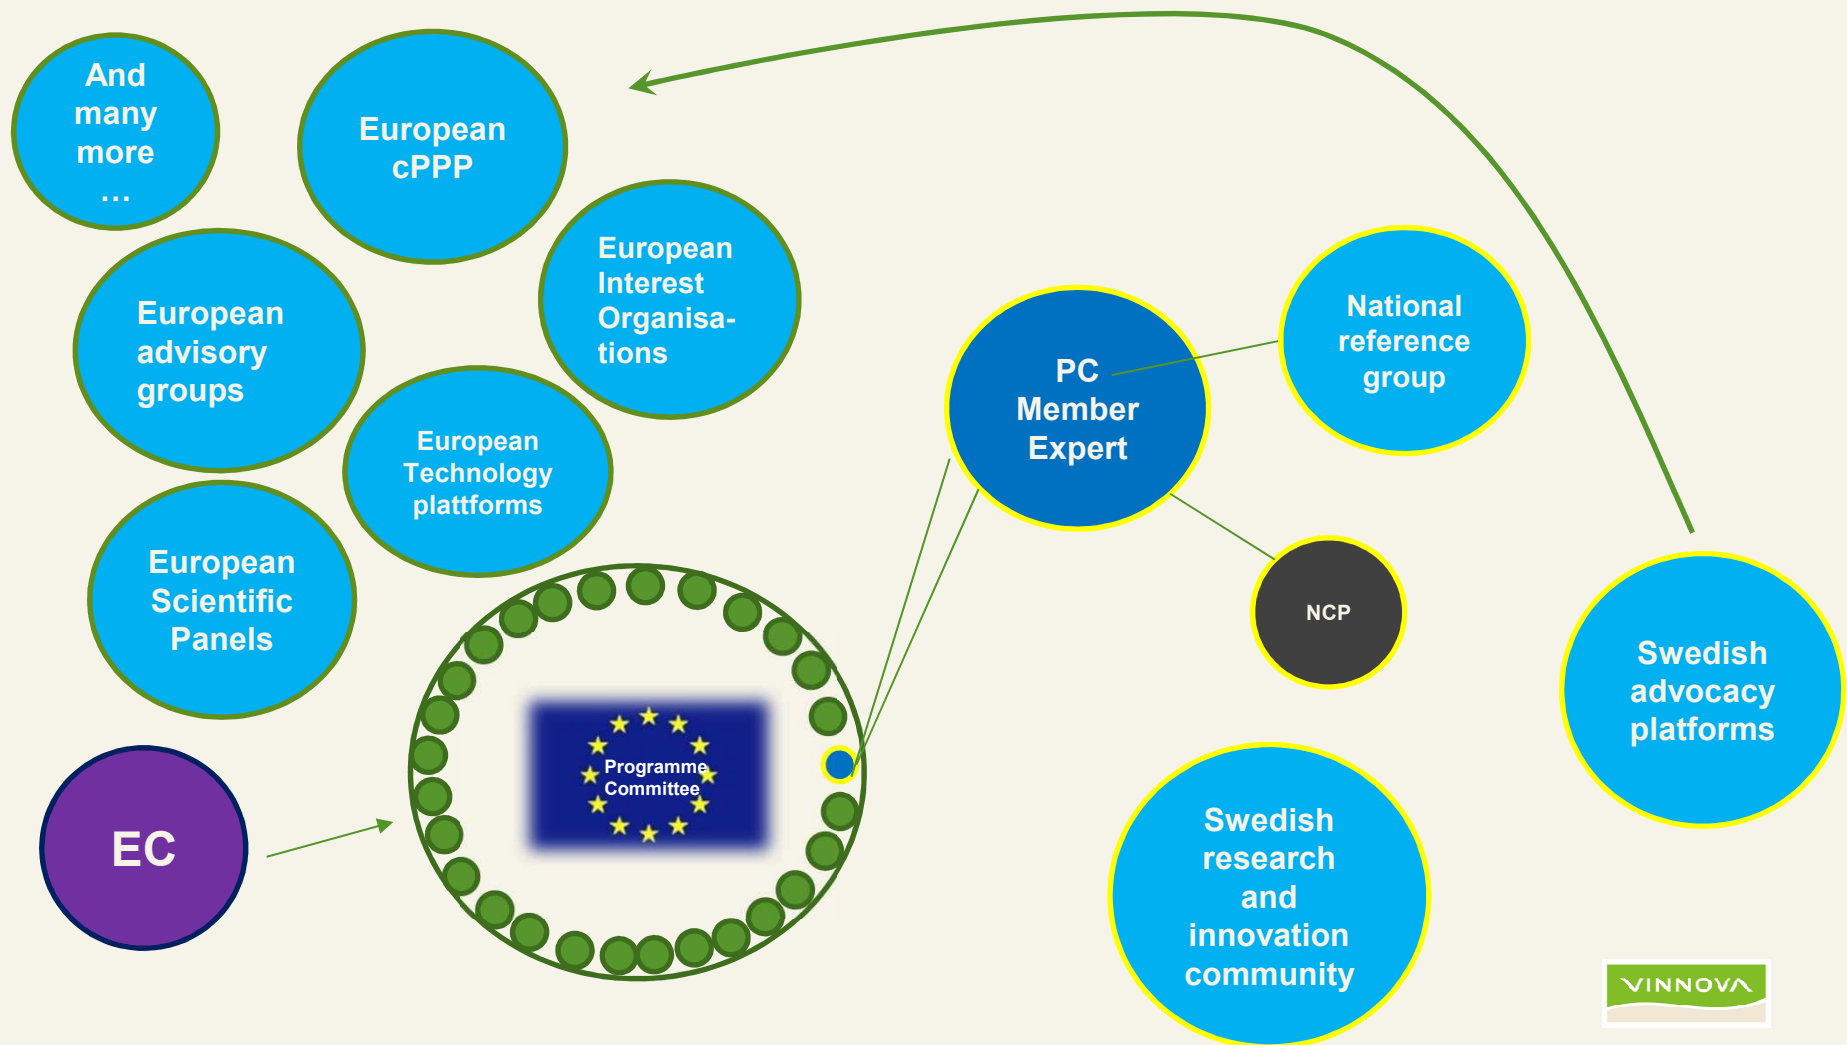 And
many
more
…
European
cPPP
European
Interest
Organisa-
tions
European
advisory
groups
European
Technology
plattforms
European
Scientific
Panels
EC
Programme
Committee
PC
Member
Expert
National
reference
group
NCP
Swedish
advocacy
platforms
Swedish
research
and
innovation
community
VINNOVA